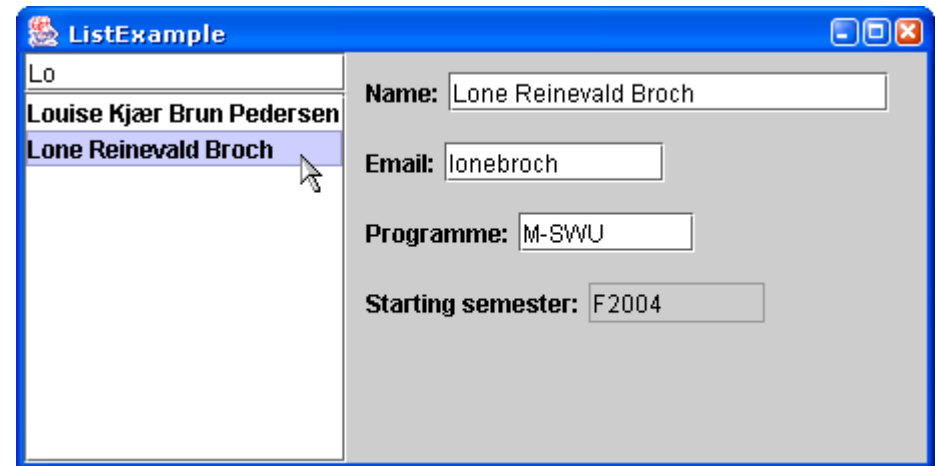 ListExample
Lo
Louise Kjær Brun Pedersen
Lone Reinevald Broch
Name: Lone Reinevald Broch
Email: lonebroch
Programme: M-SWU
Starting semester: F2004